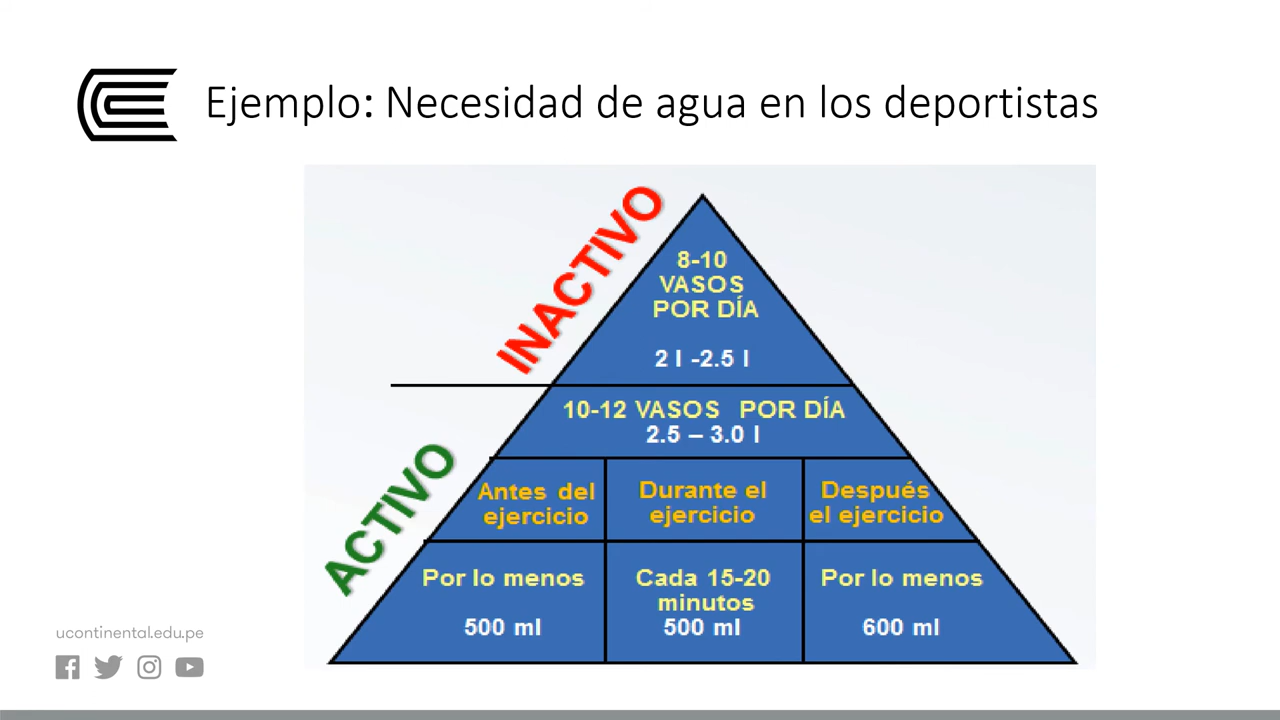 Ejemplo: Necesidad de agua en los deportistas
INACTIVO
8-10
VASOS
POR DÍA
2 l -2.5 l
ACTIVO
10-12 VASOS POR DÍA
2.5 – 3.0 l
Antes del
ejercicio
Durante el
ejercicio
Después
el ejercicio
Por lo menos
500 ml
Cada 15-20
minutos
500 ml
Por lo menos
600 ml
ucontinental.edu.pe